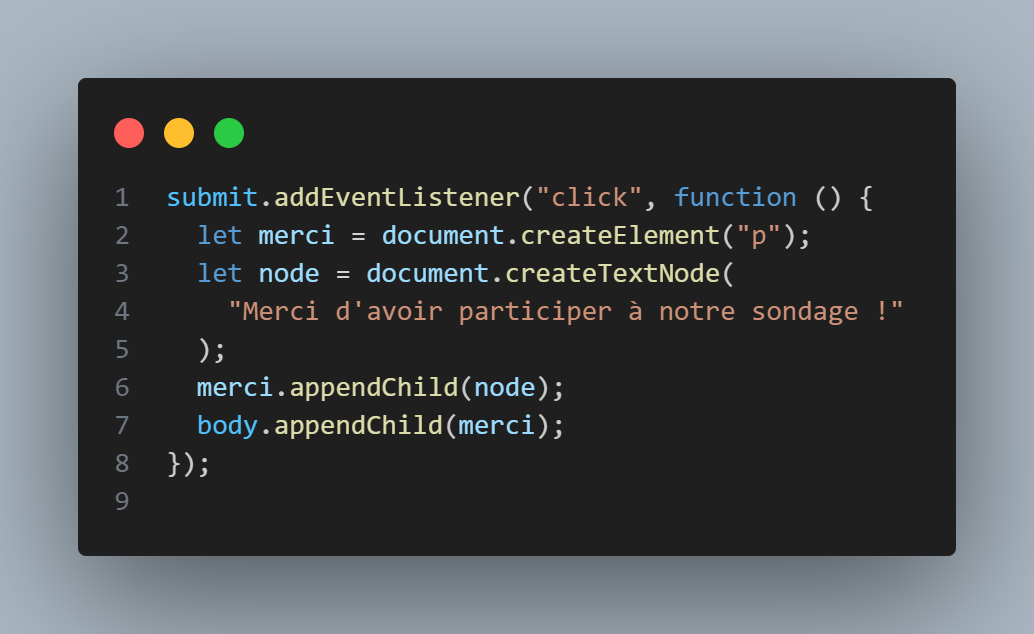 1 submit.addEventListener("click", function () {
2   let merci = document.createElement("p");
3   let node = document.createTextNode(
4     "Merci d'avoir participer à notre sondage !"
5   );
6   merci.appendChild(node);
7   body.appendChild(merci);
8 });
9